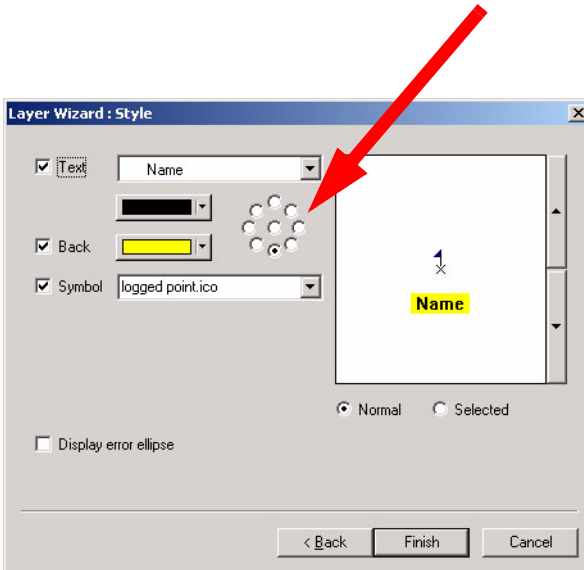 Layer Wizard : Style
Text
Name
Back
Symbol
logged point.ico
Name
Normal
Selected
Display error ellipse
< Back
Finish
Cancel